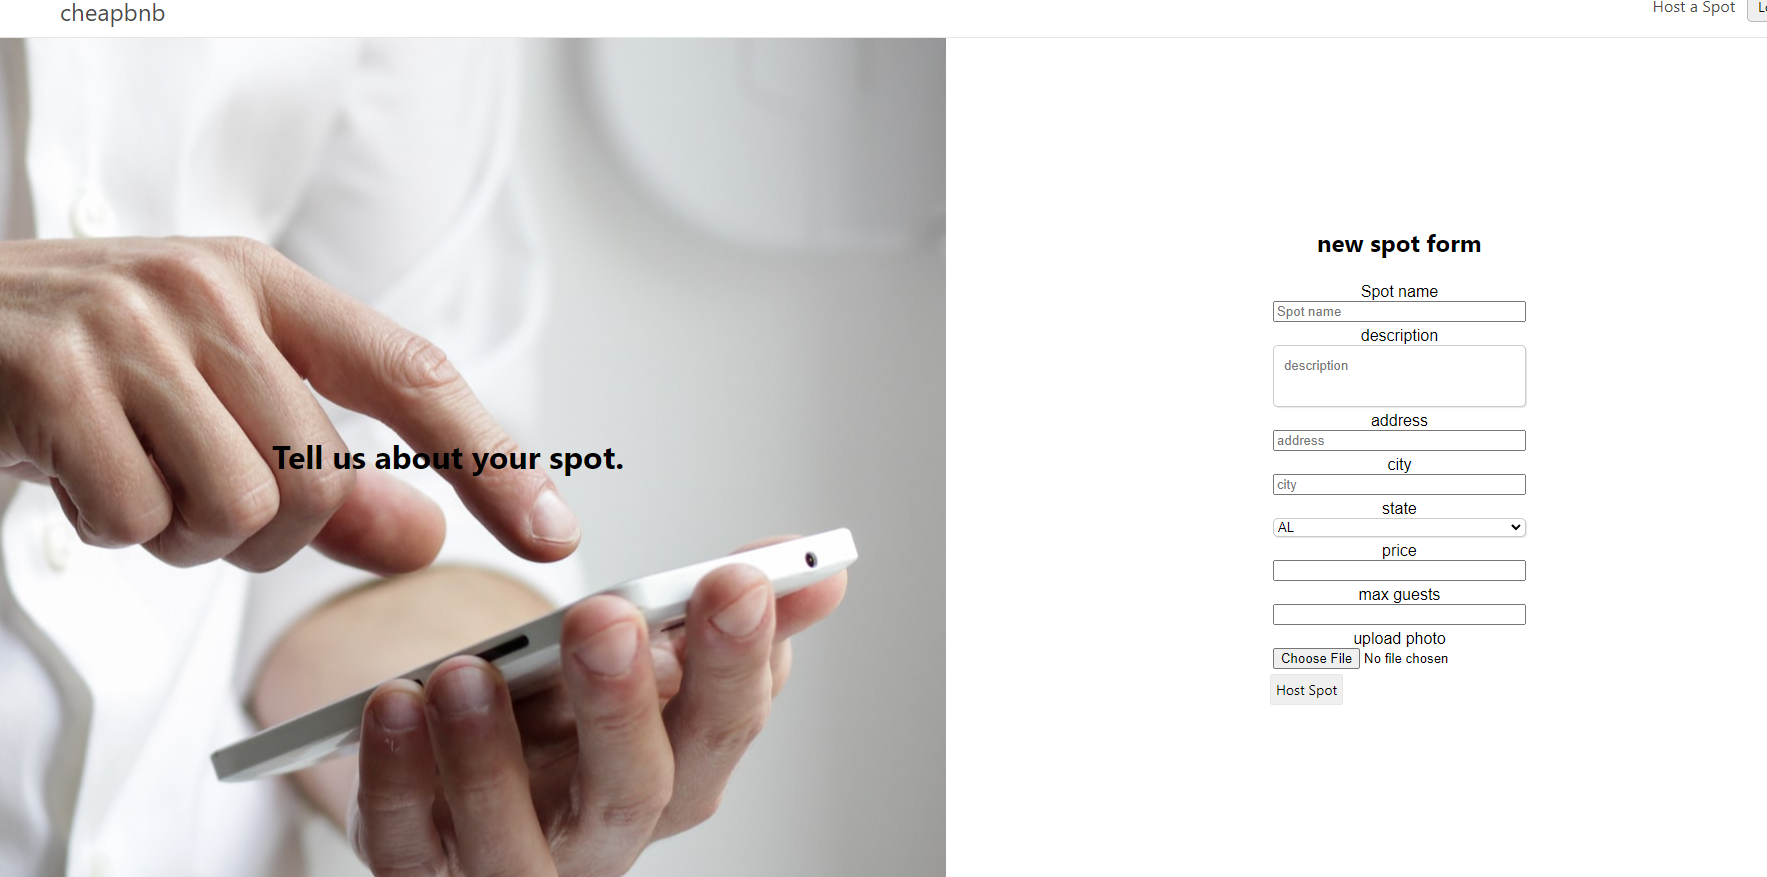 cheapbnb
Host a Spot
Tell us about your spot.
new spot form
Spot name
Spot name
description
description
address
address
city
city
state
AL
price
max guests
upload photo
Choose File No file chosen
Host Spot